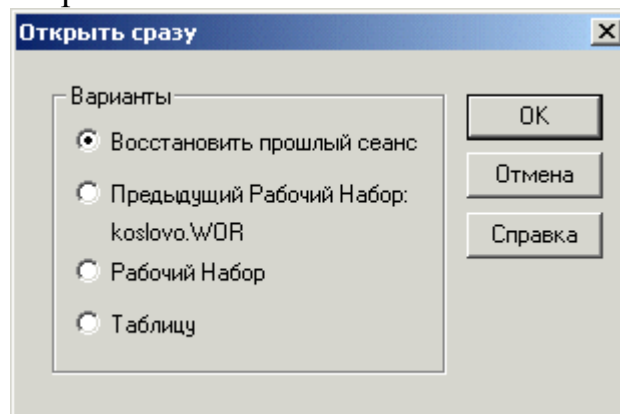 Открыть сразу
Варианты
Восстановить прошлый сеанс
Предыдущий Рабочий Набор:
koslovo.WOR
Рабочий Набор
Таблицу
OK
Отмена
Справка